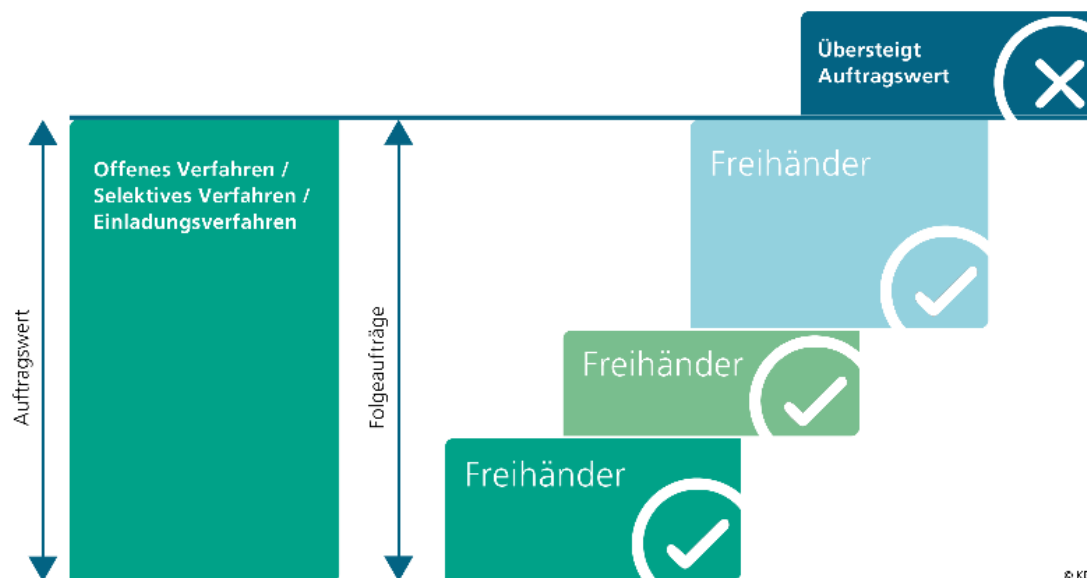 Übersteigt
Auftragswert
Offenes Verfahren /
Selektives Verfahren /
Einladungsverfahren
Freihänder
Auftragswert
Folgeaufträge
Freihänder
Freihänder